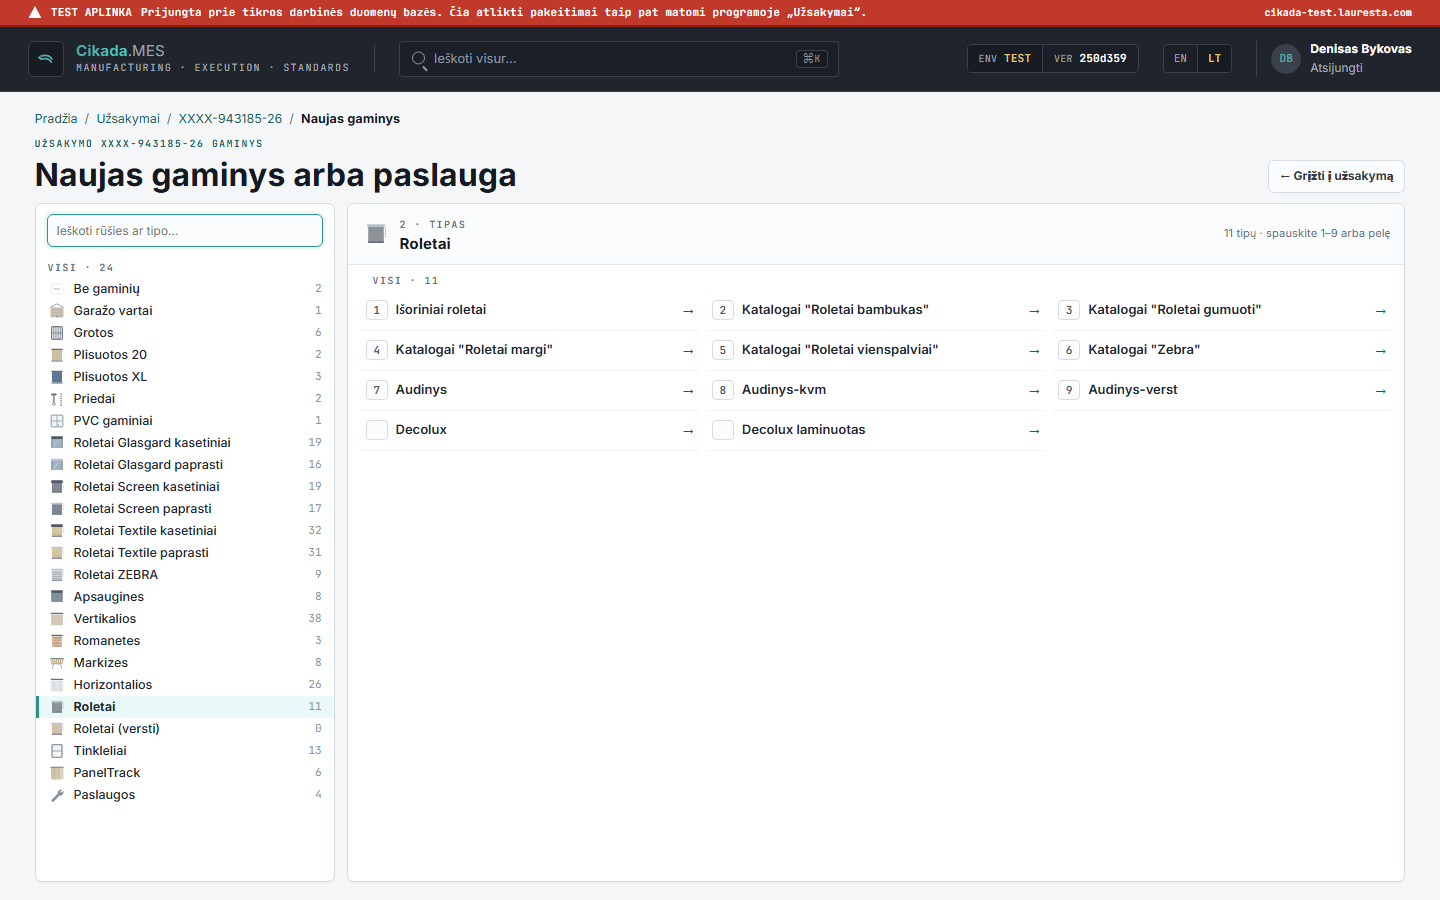 TEST APLINKA Prijungta prie tikros darbinės duomenų bazės. Čia atlikti pakeitimai taip pat matomi programoje „Užsakymai“.
cikada-test.lauresta.com
Cikada.MES
MANUFACTURING · EXECUTION · STANDARDS
Ieškoti visur...
⌘K
ENV TEST
VER 250d359
EN
LT
DB
Denisas Bykovas
Atsijungti
Pradžia / Užsakymai / XXXX-943185-26 / Naujas gaminys
UŽSAKYMO XXXX-943185-26 GAMINYS
Naujas gaminys arba paslauga
← Grįžti į užsakymą
Ieškoti rūšies ar tipo...
VISI · 24
Be gaminių 2
Garažo vartai 1
Grotos 6
Plisuotos 20 2
Plisuotos XL 3
Priedai 2
PVC gaminiai 1
Roletai Glasgard kasetiniai 19
Roletai Glasgard paprasti 16
Roletai Screen kasetiniai 19
Roletai Screen paprasti 17
Roletai Textile kasetiniai 32
Roletai Textile paprasti 31
Roletai ZEBRA 9
Apsaugines 8
Vertikalios 38
Romanetes 3
Markizes 8
Horizontalios 26
Roletai 11
Roletai (versti) 0
Tinkleliai 13
PanelTrack 6
Paslaugos 4
2 · TIPAS
Roletai
11 tipų · spauskite 1–9 arba pelę
VISI · 11
1 Išoriniai roletai →
2 Katalogai "Roletai bambukas" →
3 Katalogai "Roletai gumuoti" →
4 Katalogai "Roletai margi" →
5 Katalogai "Roletai vienspalviai" →
6 Katalogai "Zebra" →
7 Audinys →
8 Audinys-kvm →
9 Audinys-verst →
Decolux →
Decolux laminuotas →